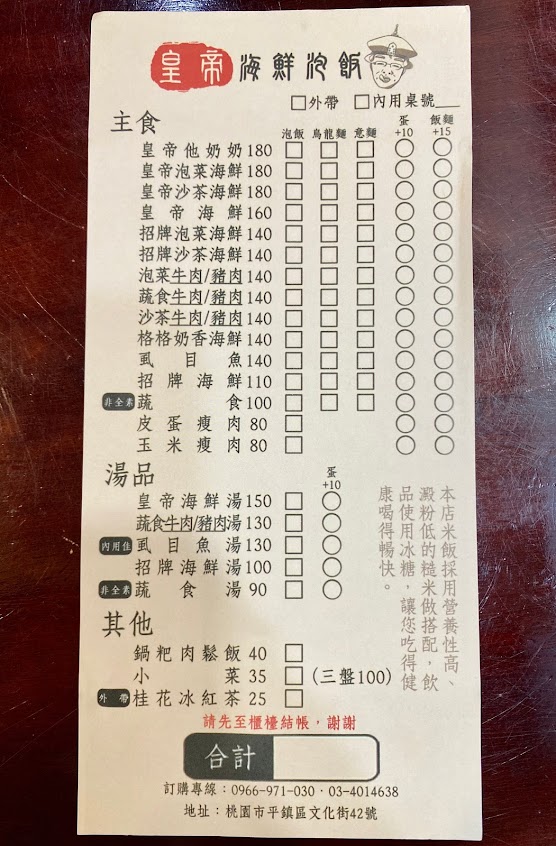 皇帝海鮮泡飯
□外帶 □內用桌號___
主食
泡飯 烏龍麵 意麵 蛋+10 飯麵+15
皇帝他奶奶180
皇帝泡菜海鮮180
皇帝沙茶海鮮180
皇帝海鮮160
招牌泡菜海鮮140
招牌沙茶海鮮140
泡菜牛肉/豬肉140
蔬食牛肉/豬肉140
沙茶牛肉/豬肉140
格格奶香海鮮140
虱目魚140
招牌海鮮110
非全素 蔬食100
皮蛋瘦肉80
玉米瘦肉80
湯品
蛋+10
皇帝海鮮湯150
蔬食牛肉/豬肉湯130
內用佳 虱目魚湯130
招牌海鮮湯100
非全素 蔬食湯90
本店米飯採用營養性高、
澱粉低的糙米做搭配，飲
品使用冰糖，讓您吃得健
康喝得暢快。
其他
鍋粑肉鬆飯40
小菜35 (三盤100)
外帶 桂花冰紅茶25
請先至櫃檯結帳，謝謝
合計
訂購專線：0966-971-030．03-4014638
地址：桃園市平鎮區文化街42號